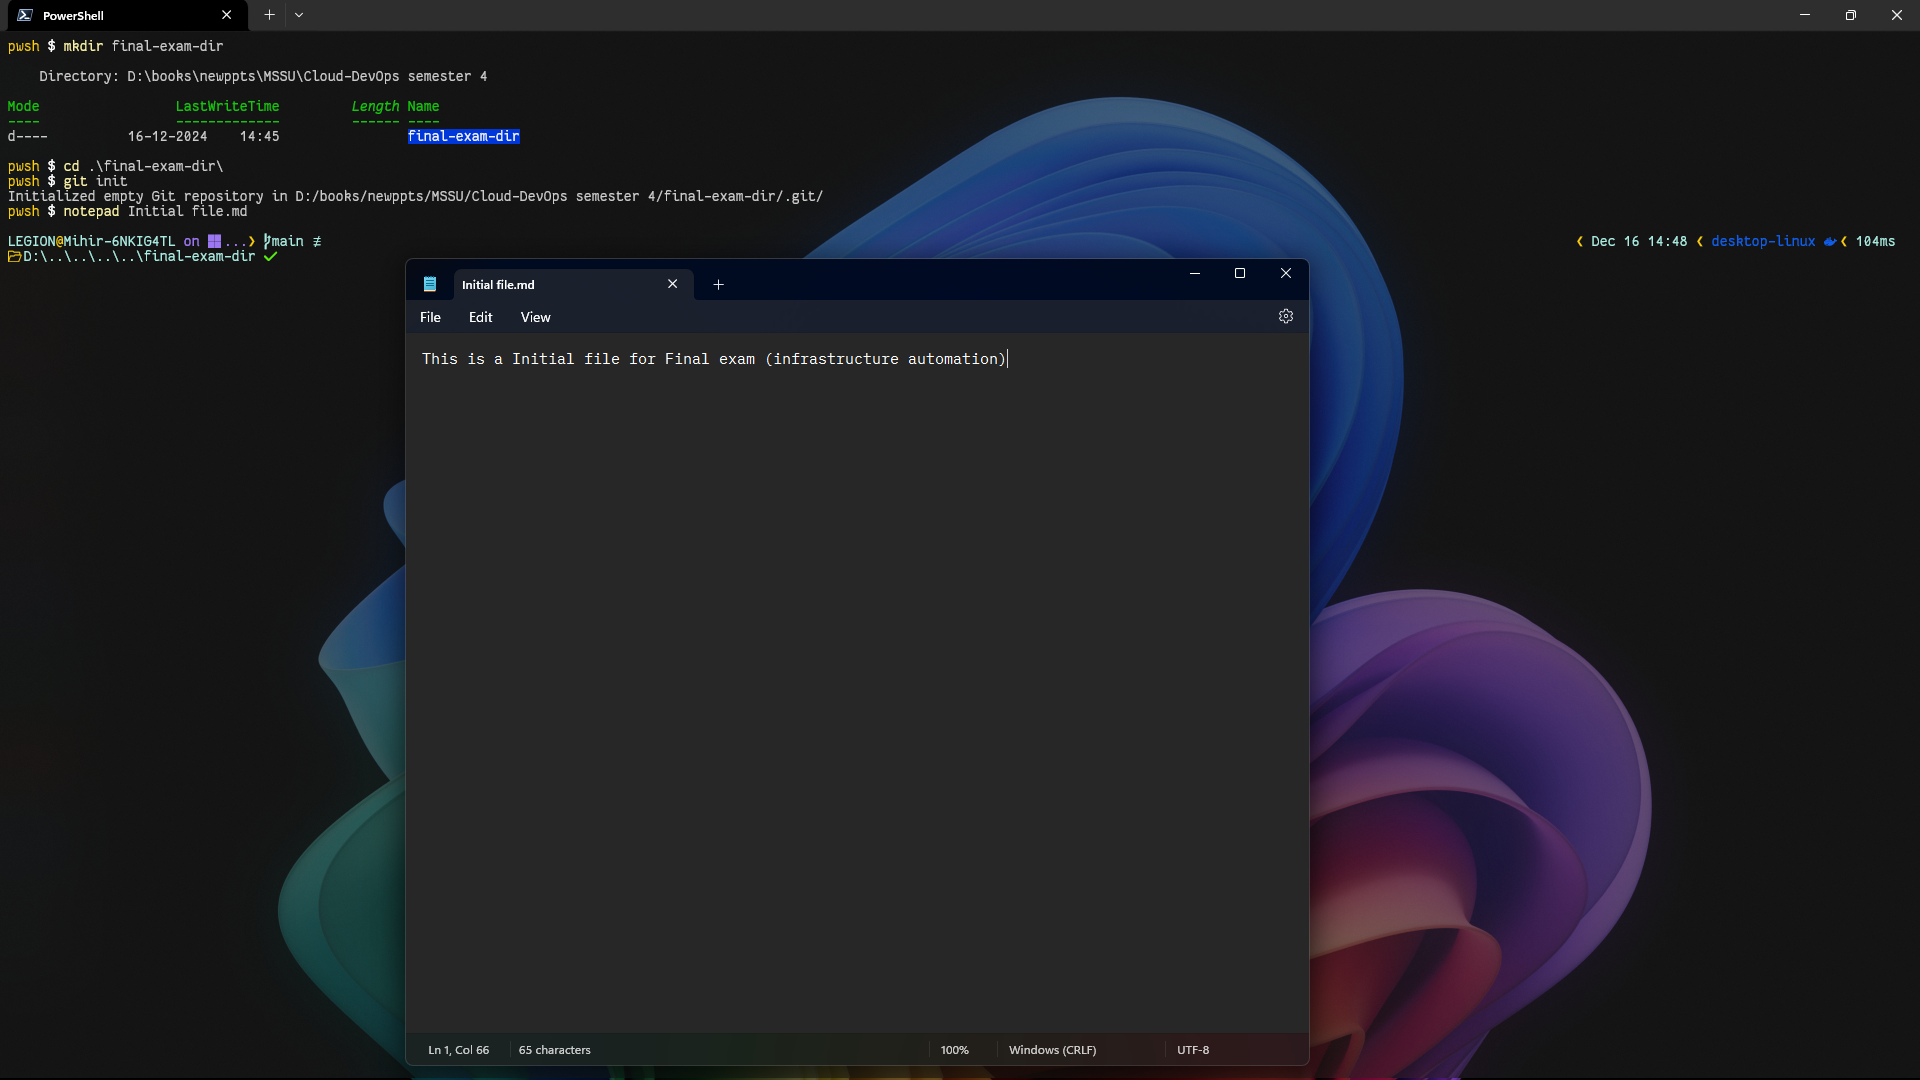 PowerShell
pwsh $ mkdir final-exam-dir
Directory: D:\books\newppts\MSSU\Cloud-DevOps semester 4
Mode LastWriteTime Length Name
---- ------------- ------ ----
d---- 16-12-2024 14:45 final-exam-dir
pwsh $ cd .\final-exam-dir\
pwsh $ git init
Initialized empty Git repository in D:/books/newppts/MSSU/Cloud-DevOps semester 4/final-exam-dir/.git/
pwsh $ notepad Initial file.md
LEGION@Mihir-6NKIG4TL on ...❯ main ≢ ❮ Dec 16 14:48 ❮ desktop-linux ❮ 104ms
D:\..\..\..\..\final-exam-dir ✓
Initial file.md
File Edit View
This is a Initial file for Final exam (infrastructure automation)
Ln 1, Col 66 65 characters 100% Windows (CRLF) UTF-8